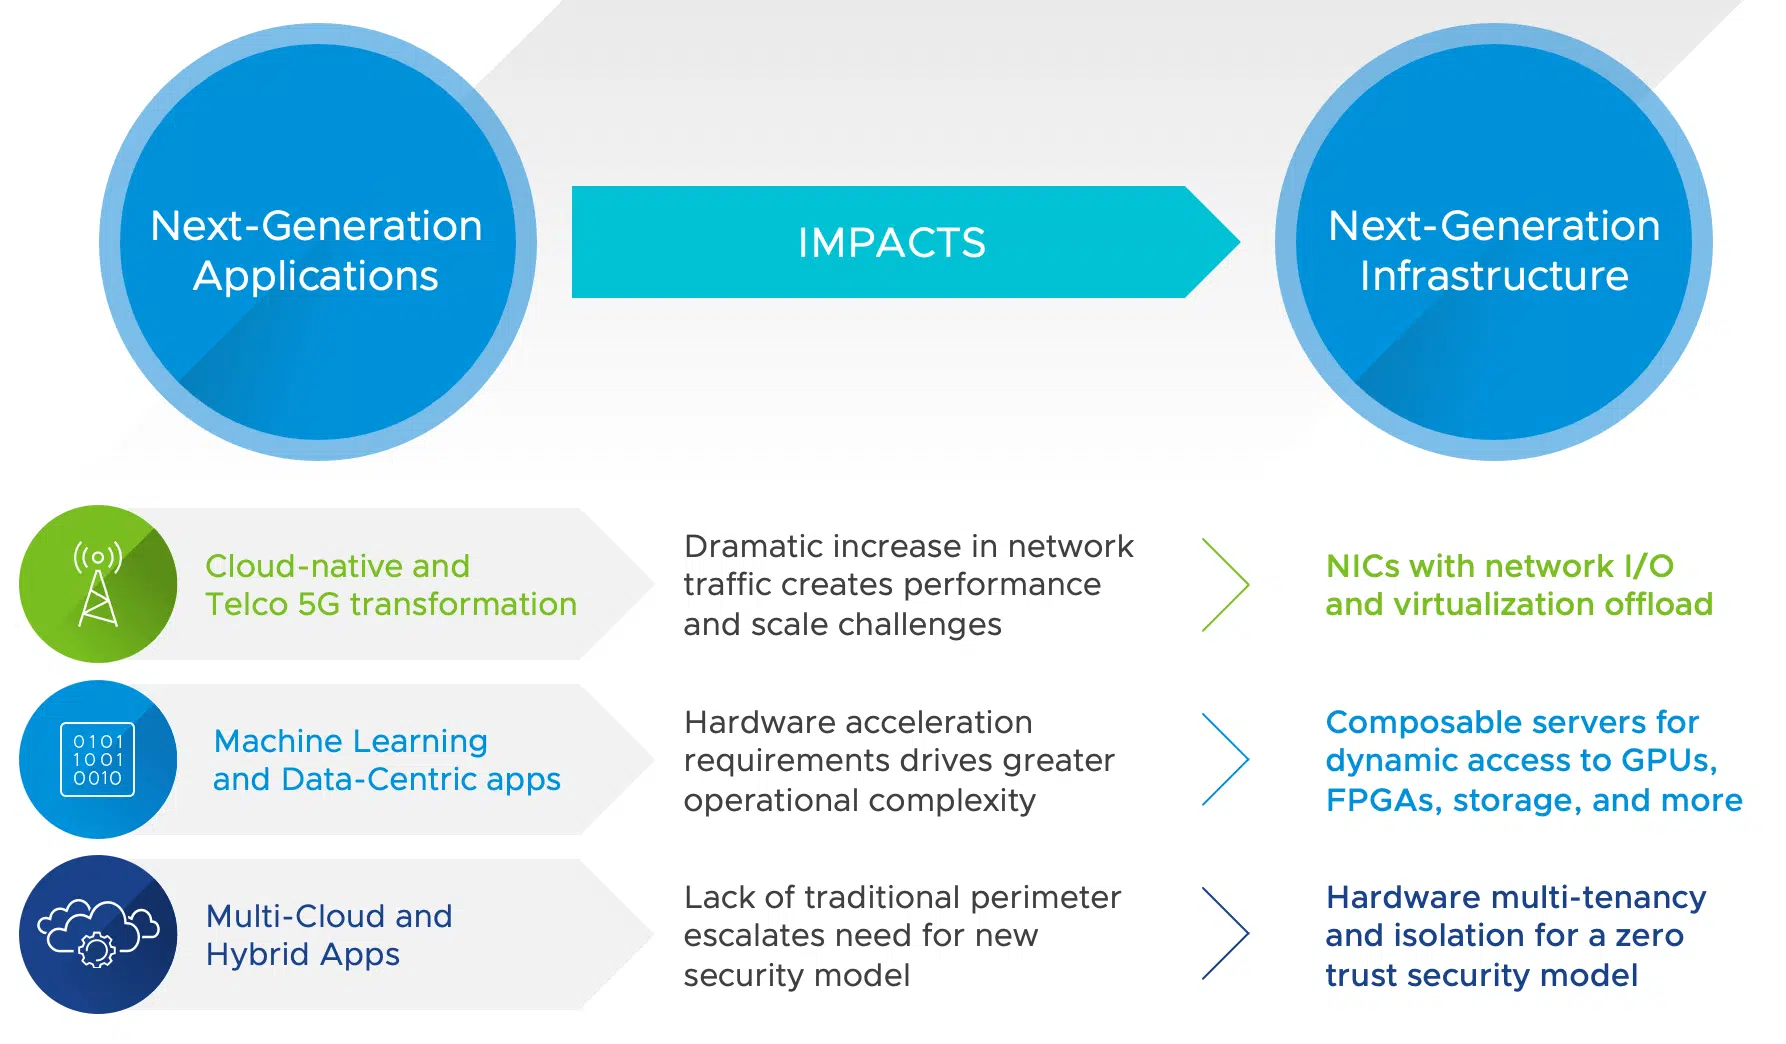 Next-Generation
Applications
IMPACTS
Next-Generation
Infrastructure
Cloud-native and
Telco 5G transformation
Dramatic increase in network
traffic creates performance
and scale challenges
NICs with network I/O
and virtualization offload
0101
1001
0010
Machine Learning
and Data-Centric apps
Hardware acceleration
requirements drives greater
operational complexity
Composable servers for
dynamic access to GPUs,
FPGAs, storage, and more
Multi-Cloud and
Hybrid Apps
Lack of traditional perimeter
escalates need for new
security model
Hardware multi-tenancy
and isolation for a zero
trust security model